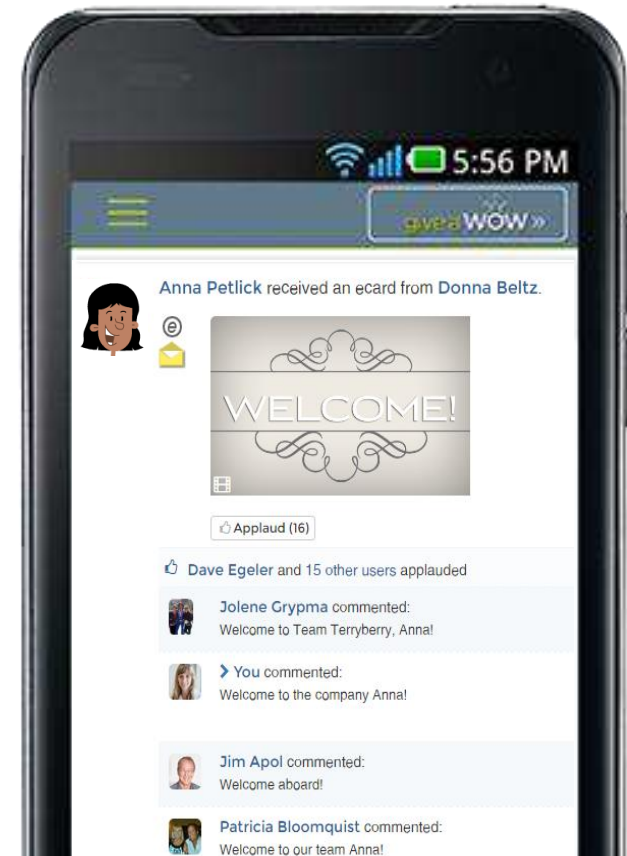 5:56 PM
give a WOW »
Anna Petlick received an ecard from Donna Beltz.
WELCOME!
Applaud (16)
Dave Egeler and 15 other users applauded
Jolene Grypma commented:
Welcome to Team Terryberry, Anna!
You commented:
Welcome to the company Anna!
Jim Apol commented:
Welcome aboard!
Patricia Bloomquist commented:
Welcome to our team Anna!